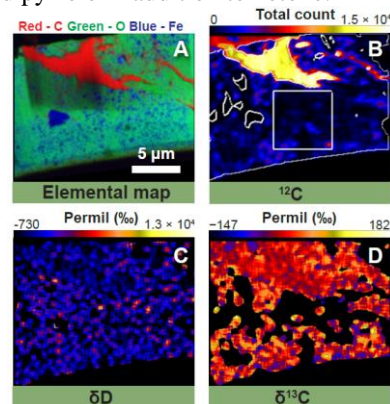 Red - C Green - O Blue - Fe
A
5 µm
Elemental map
0 Total count 1.5 × 10⁴
B
¹²C
Permil (‰)
-730 1.3 × 10⁴
C
δD
Permil (‰)
−147 182
D
δ¹³C